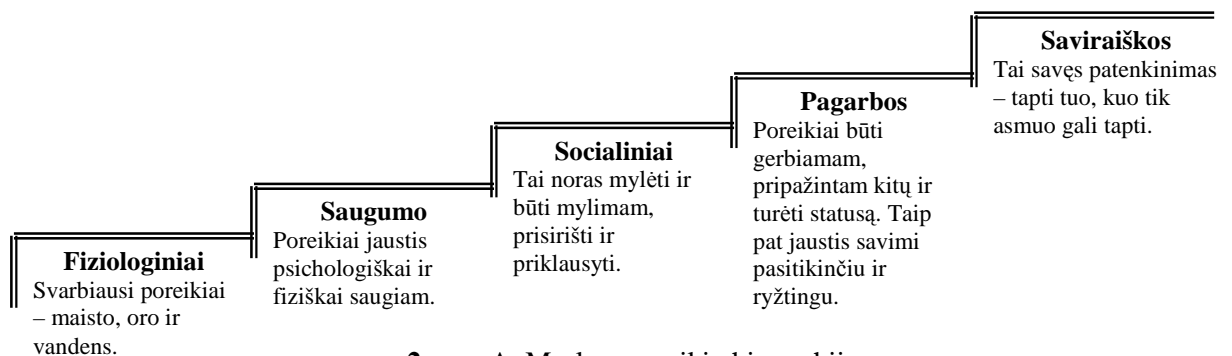 Fiziologiniai
Svarbiausi poreikiai
– maisto, oro ir
vandens.
Saugumo
Poreikiai jaustis
psichologiškai ir
fiziškai saugiam.
Socialiniai
Tai noras mylėti ir
būti mylimam,
prisirišti ir
priklausyti.
Pagarbos
Poreikiai būti
gerbiamam,
pripažintam kitų ir
turėti statusą. Taip
pat jaustis savimi
pasitikinčiu ir
ryžtingu.
Saviraiškos
Tai savęs patenkinimas
– tapti tuo, kuo tik
asmuo gali tapti.